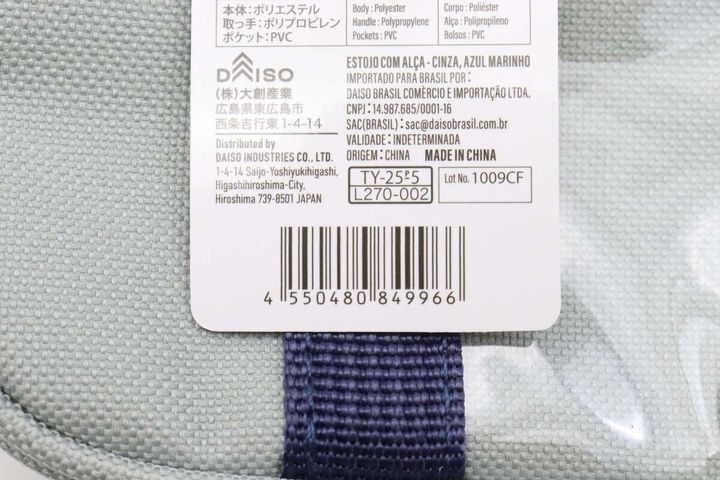 本体：ポリエステル
取っ手：ポリプロピレン
ポケット：PVC
Body : Polyester
Handle : Polypropylene
Pockets : PVC
Corpo : Poliéster
Alça : Polipropileno
Bolsos : PVC
DAISO
(株)大創産業
広島県東広島市
西条吉行東 1-4-14
Distributed by
DAISO INDUSTRIES CO., LTD.
1-4-14 Saijo-Yoshiyukihigashi,
Higashihiroshima-City,
Hiroshima 739-8501 JAPAN
ESTOJO COM ALÇA - CINZA, AZUL MARINHO
IMPORTADO PARA BRASIL POR :
DAISO BRASIL COMÈRCIO E IMPORTAÇÃO LTDA.
CNPJ : 14.987.685/0001-16
SAC(BRASIL) : sac@daisobrasil.com.br
VALIDADE : INDETERMINADA
ORIGEM : CHINA MADE IN CHINA
TY-25P5
L270-002
Lot No. 1009CF
4 550480 849966